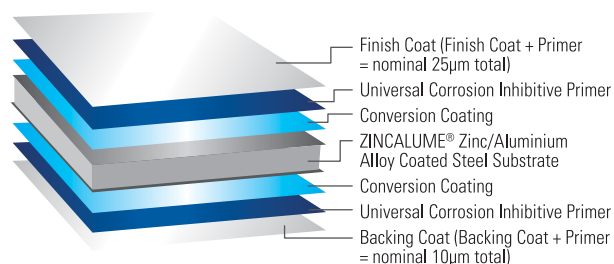 Finish Coat (Finish Coat + Primer
= nominal 25µm total)
Universal Corrosion Inhibitive Primer
Conversion Coating
ZINCALUME® Zinc/Aluminium
Alloy Coated Steel Substrate
Conversion Coating
Universal Corrosion Inhibitive Primer
Backing Coat (Backing Coat + Primer
= nominal 10µm total)